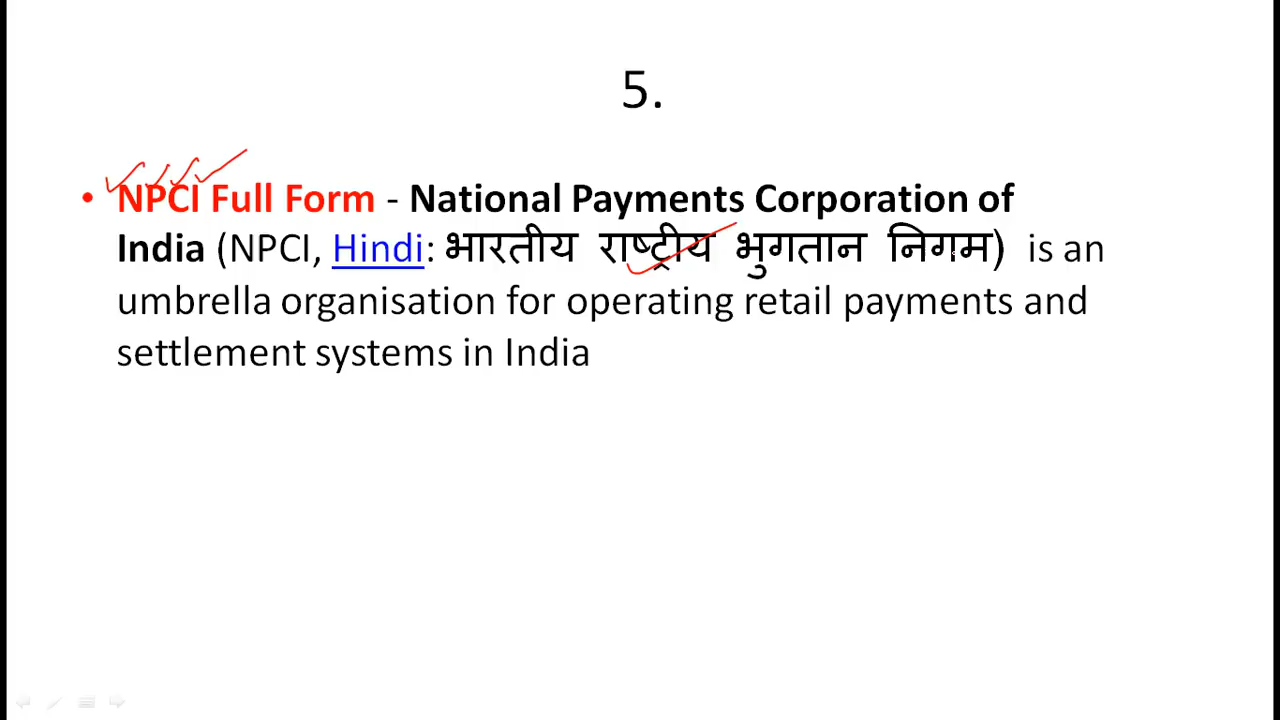 5.
• NPCI Full Form - National Payments Corporation of
India (NPCI, Hindi: भारतीय राष्ट्रीय भुगतान निगम) is an
umbrella organisation for operating retail payments and
settlement systems in India